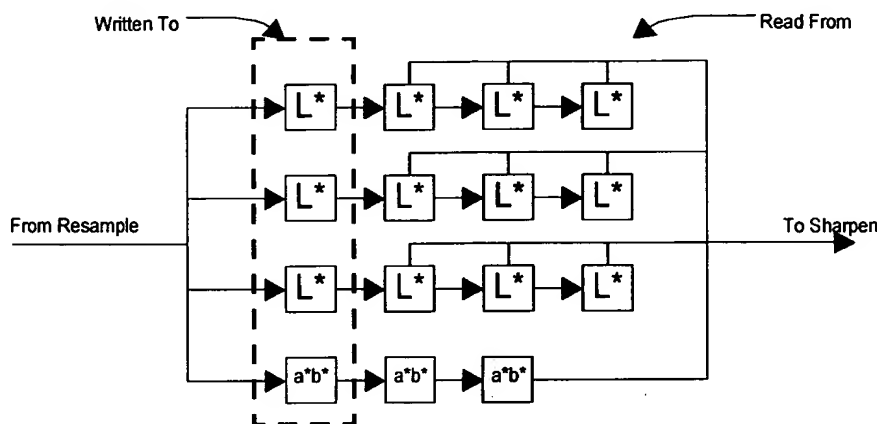 Written To
Read From
L* L* L* L*
L* L* L* L*
From Resample
To Sharpen
L* L* L* L*
a*b* a*b* a*b*